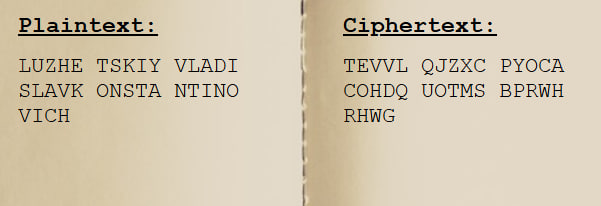 Plaintext:
LUZHE TSKIY VLADI
SLAVK ONSTA NTINO
VICH
Ciphertext:
TEVVL QJZXC PYOCA
COHDQ UOTMS BPRWH
RHWG